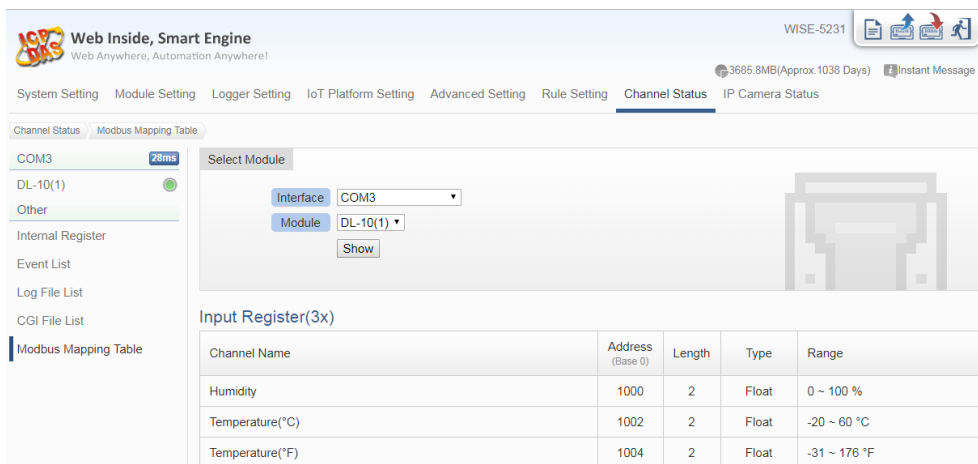 ICP DAS
Web Inside, Smart Engine
Web Anywhere, Automation Anywhere!
WISE-5231
3685.8MB(Approx.1038 Days) Instant Message
System Setting Module Setting Logger Setting IoT Platform Setting Advanced Setting Rule Setting Channel Status IP Camera Status
Channel Status Modbus Mapping Table
COM3 28ms
DL-10(1)
Other
Internal Register
Event List
Log File List
CGI File List
Modbus Mapping Table
Select Module
Interface COM3
Module DL-10(1)
Show
Input Register(3x)
Channel Name Address (Base 0) Length Type Range
Humidity 1000 2 Float 0 ~ 100 %
Temperature(°C) 1002 2 Float -20 ~ 60 °C
Temperature(°F) 1004 2 Float -31 ~ 176 °F